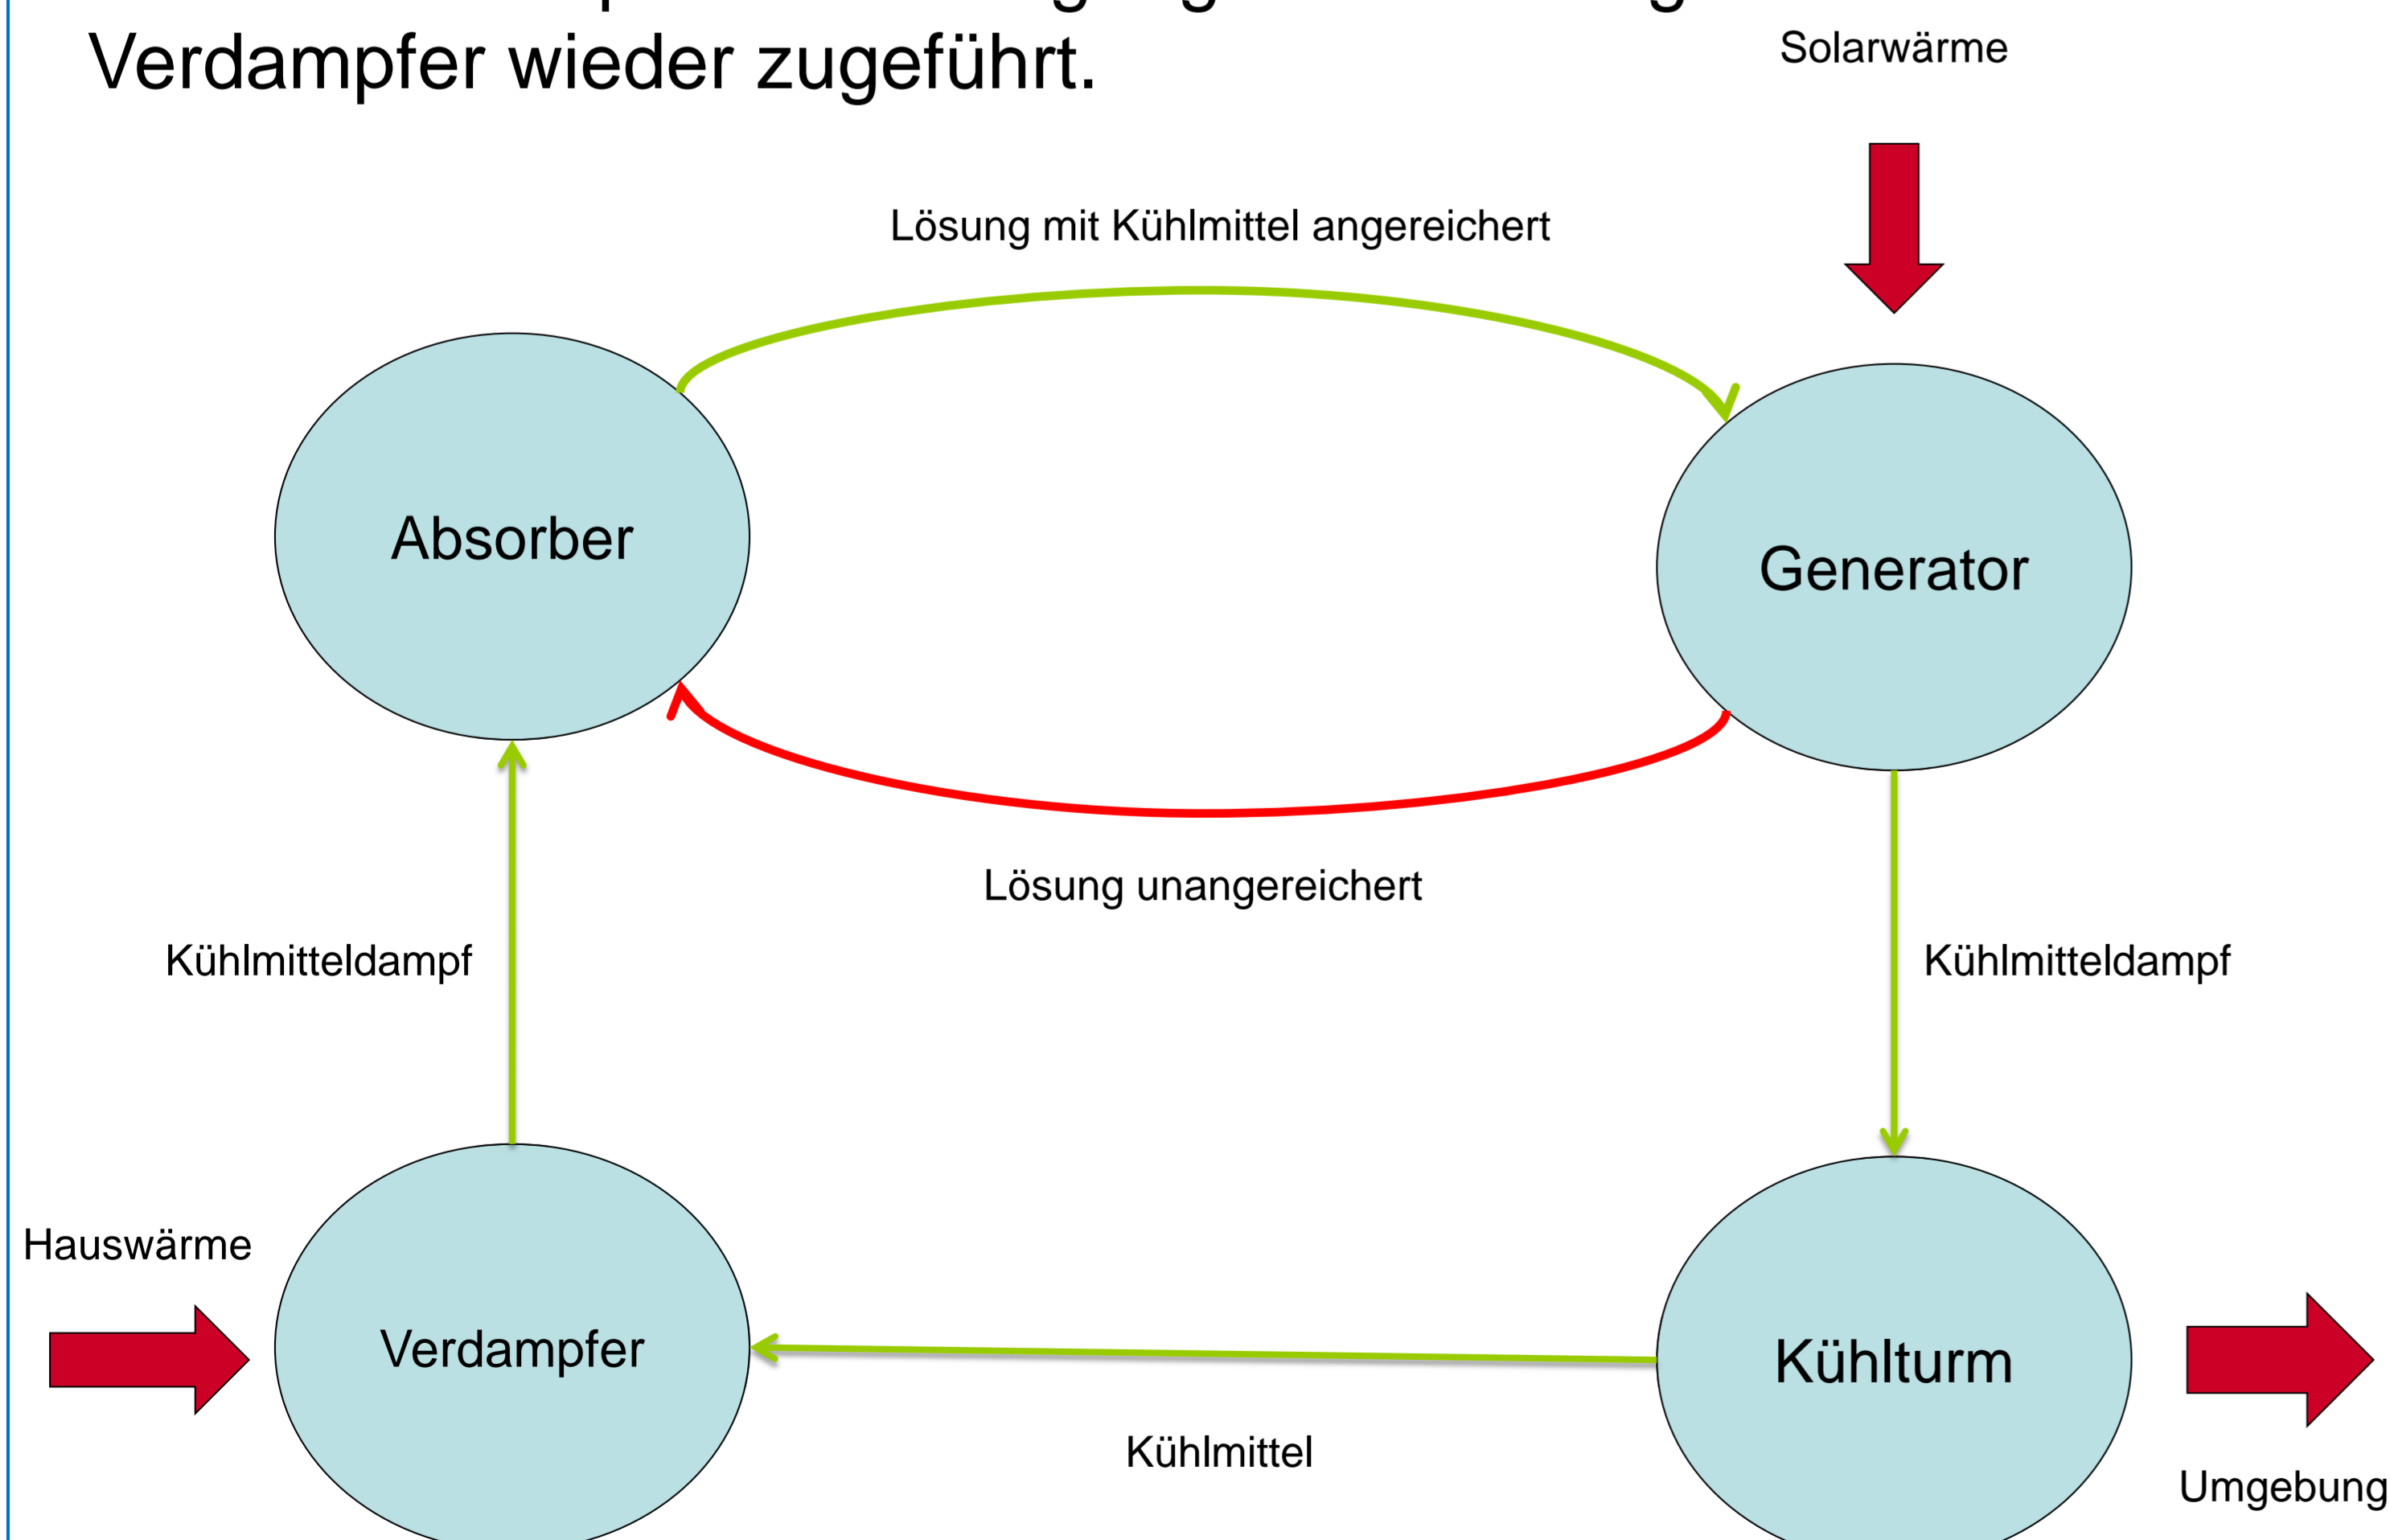 Verdampfer wieder zugeführt.
Solarwärme
Lösung mit Kühlmittel angereichert
Absorber
Generator
Lösung unangereichert
Kühlmitteldampf
Kühlmitteldampf
Hauswärme
Verdampfer
Kühlturm
Kühlmittel
Umgebung